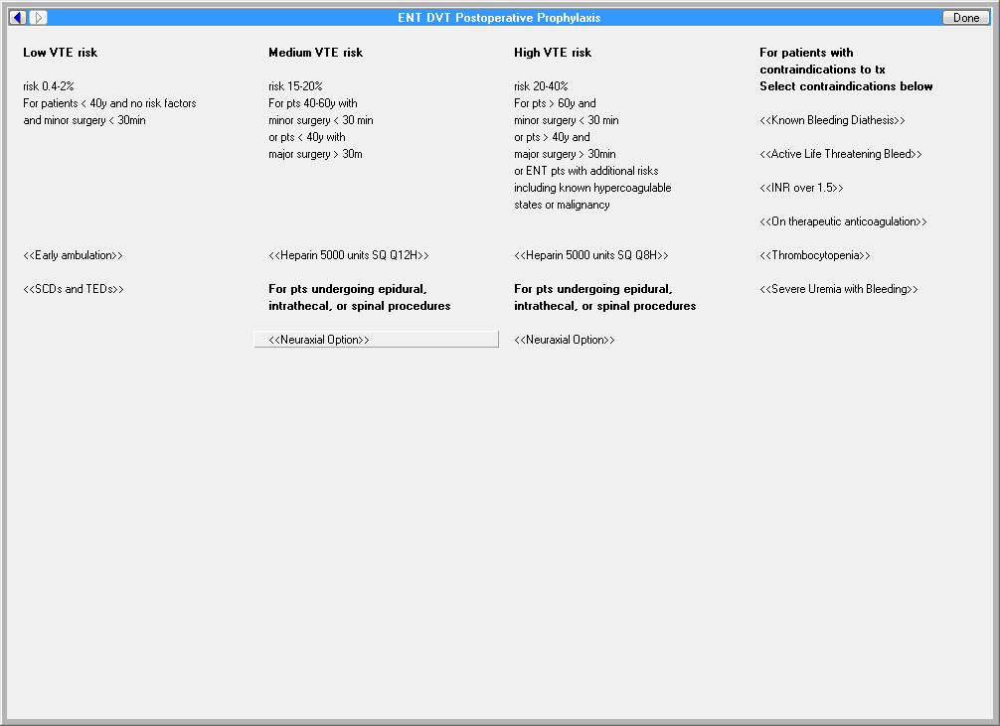 ENT DVT Postoperative Prophylaxis
Done
Low VTE risk
risk 0.4-2%
For patients < 40y and no risk factors
and minor surgery < 30min
<<Early ambulation>>
<<SCDs and TEDs>>
Medium VTE risk
risk 15-20%
For pts 40-60y with
minor surgery < 30 min
or pts < 40y with
major surgery > 30m
<<Heparin 5000 units SQ Q12H>>
For pts undergoing epidural,
intrathecal, or spinal procedures
<<Neuraxial Option>>
High VTE risk
risk 20-40%
For pts > 60y and
minor surgery < 30 min
or pts > 40y and
major surgery > 30min
or ENT pts with additional risks
including known hypercoagulable
states or malignancy
<<Heparin 5000 units SQ Q8H>>
For pts undergoing epidural,
intrathecal, or spinal procedures
<<Neuraxial Option>>
For patients with
contraindications to tx
Select contraindications below
<<Known Bleeding Diathesis>>
<<Active Life Threatening Bleed>>
<<INR over 1.5>>
<<On therapeutic anticoagulation>>
<<Thrombocytopenia>>
<<Severe Uremia with Bleeding>>